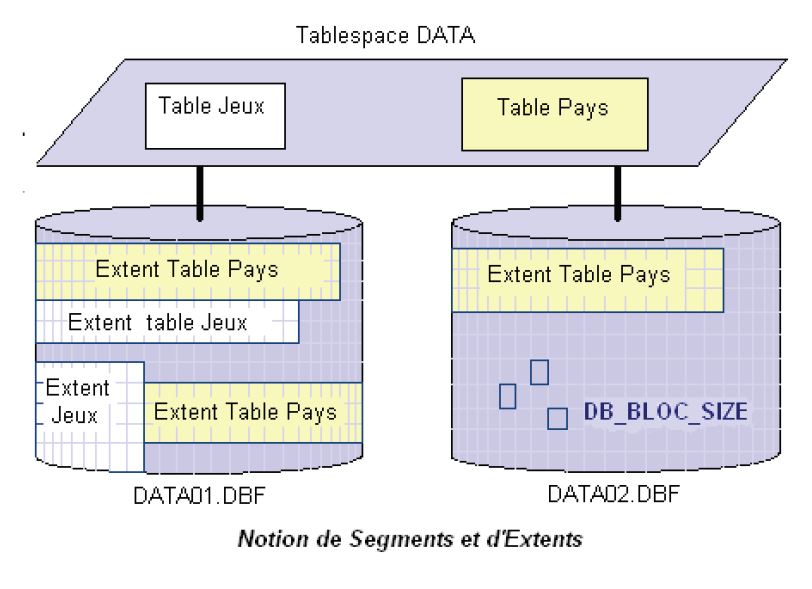 Tablespace DATA
Table Jeux
Table Pays
Extent Table Pays
Extent table Jeux
Extent
Jeux
Extent Table Pays
DATA01.DBF
Extent Table Pays
DB_BLOC_SIZE
DATA02.DBF
Notion de Segments et d'Extents